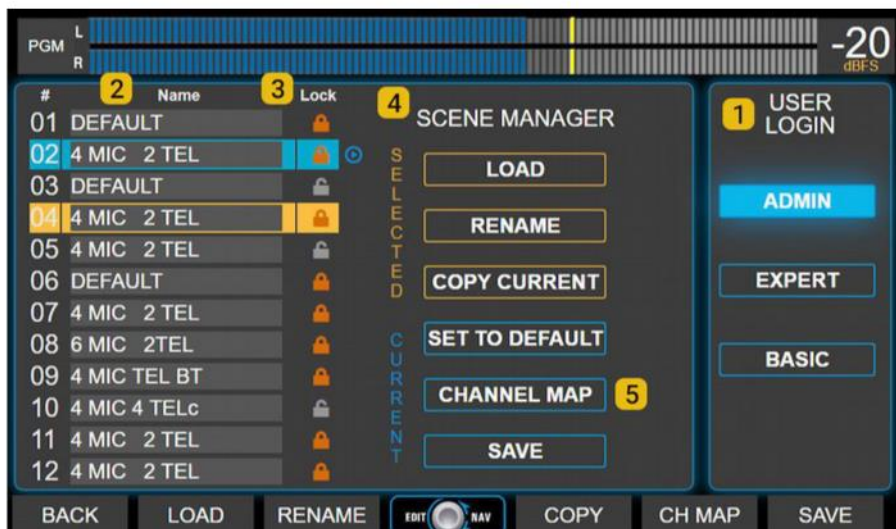 PGM L R -20 dBFS
# 2 Name 3 Lock
01 DEFAULT
02 4 MIC 2 TEL
03 DEFAULT
04 4 MIC 2 TEL
05 4 MIC 2 TEL
06 DEFAULT
07 4 MIC 2 TEL
08 6 MIC 2TEL
09 4 MIC TEL BT
10 4 MIC 4 TELc
11 4 MIC 2 TEL
12 4 MIC 2 TEL
4 SCENE MANAGER
SELECTED
LOAD
RENAME
COPY CURRENT
CURRENT
SET TO DEFAULT
CHANNEL MAP 5
SAVE
1 USER
LOGIN
ADMIN
EXPERT
BASIC
BACK LOAD RENAME EDIT NAV COPY CH MAP SAVE